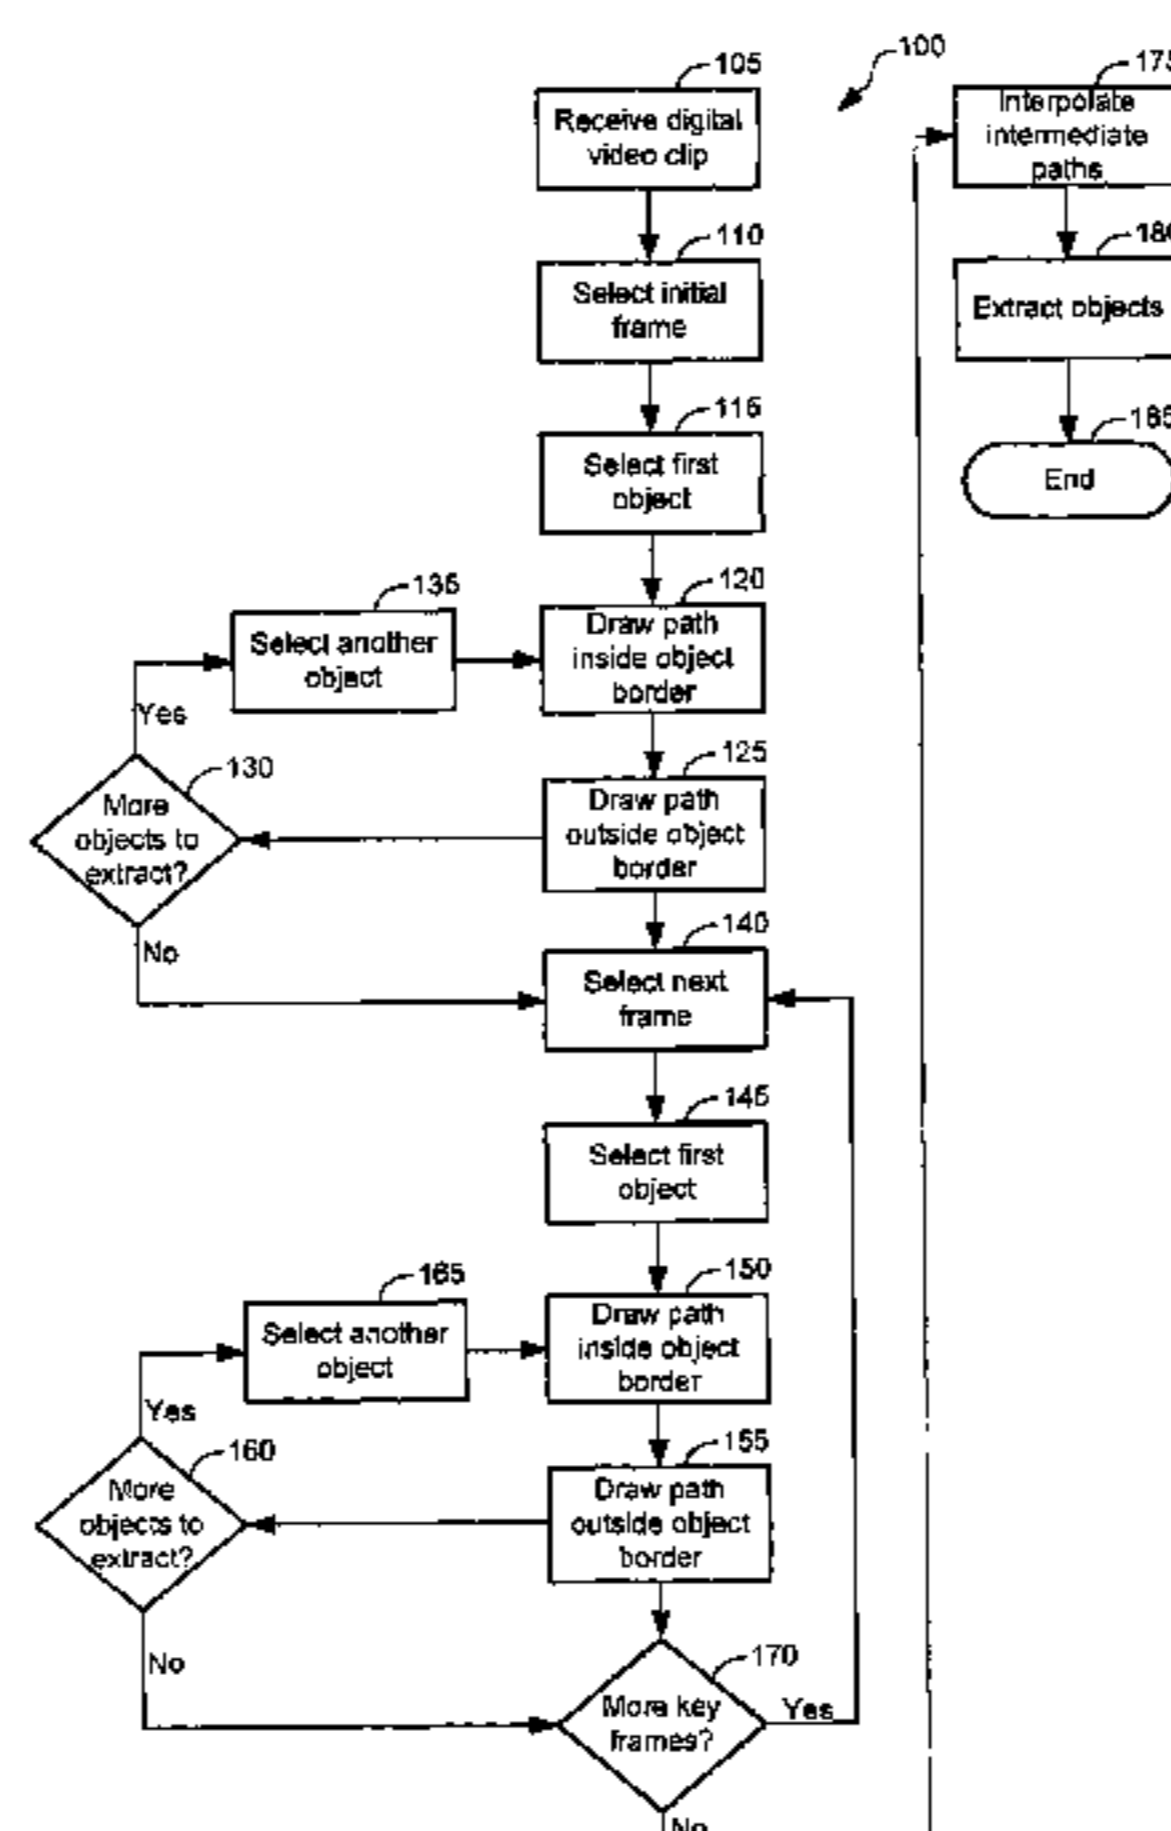 100
105
Receive digital
video clip
110
Select initial
frame
115
Select first
object
120
Draw path
inside object
border
135
Select another
object
Yes
130
More
objects to
extract?
No
125
Draw path
outside object
border
140
Select next
frame
145
Select first
object
150
Draw path
inside object
border
165
Select another
object
Yes
160
More
objects to
extract?
No
155
Draw path
outside object
border
170
More key
frames?
Yes
No
175
Interpolate
intermediate
paths
180
Extract objects
185
End